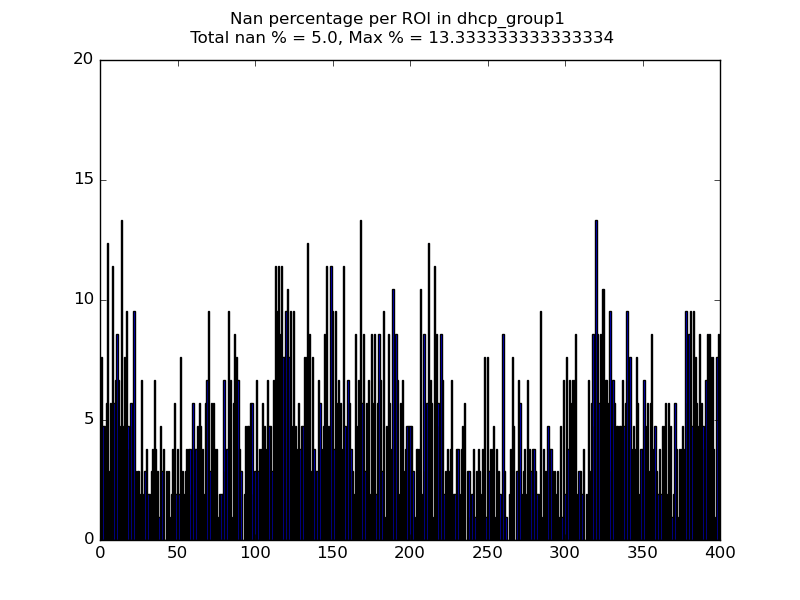 Nan percentage per ROI in dhcp_group1
Total nan % = 5.0, Max % = 13.333333333333334
20
15
10
5
0
0 50 100 150 200 250 300 350 400